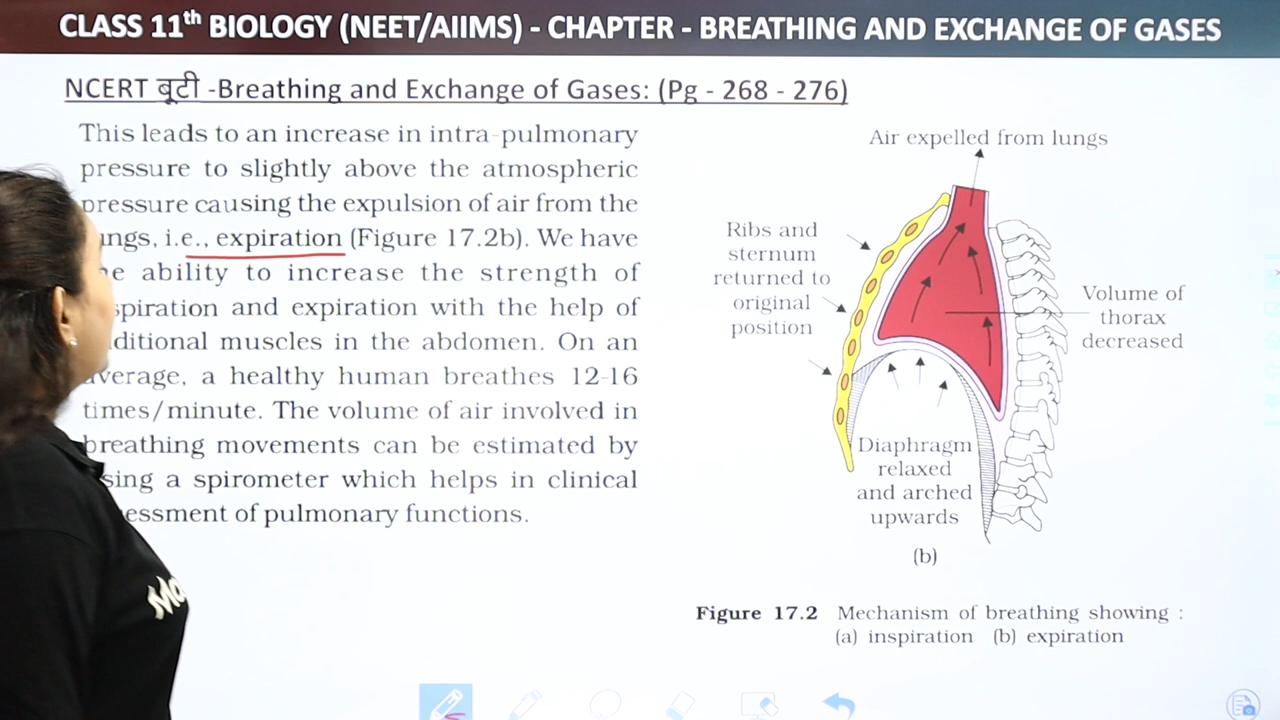 CLASS 11th BIOLOGY (NEET/AIIMS) - CHAPTER - BREATHING AND EXCHANGE OF GASES
NCERT बूटी -Breathing and Exchange of Gases: (Pg - 268 - 276)
This leads to an increase in intra-pulmonary
pressure to slightly above the atmospheric
pressure causing the expulsion of air from the
ungs, i.e., expiration (Figure 17.2b). We have
e ability to increase the strength of
spiration and expiration with the help of
ditional muscles in the abdomen. On an
average, a healthy human breathes 12-16
times/minute. The volume of air involved in
breathing movements can be estimated by
sing a spirometer which helps in clinical
essment of pulmonary functions.
Air expelled from lungs
Ribs and
sternum
returned to
original
position
Volume of
thorax
decreased
Diaphragm
relaxed
and arched
upwards
(b)
Figure 17.2 Mechanism of breathing showing :
(a) inspiration (b) expiration